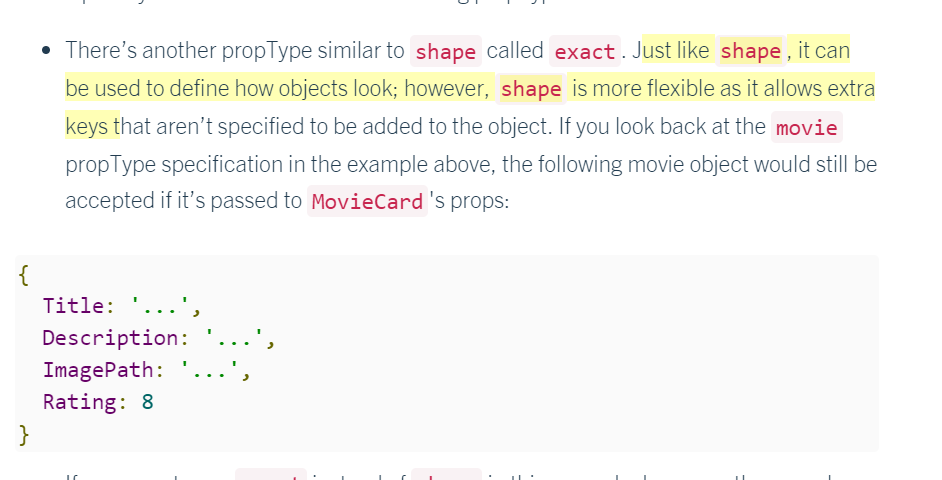 There’s another propType similar to shape called exact. Just like shape, it can
be used to define how objects look; however, shape is more flexible as it allows extra
keys that aren’t specified to be added to the object. If you look back at the movie
propType specification in the example above, the following movie object would still be
accepted if it’s passed to MovieCard's props:
{
  Title: '...',
  Description: '...',
  ImagePath: '...',
  Rating: 8
}